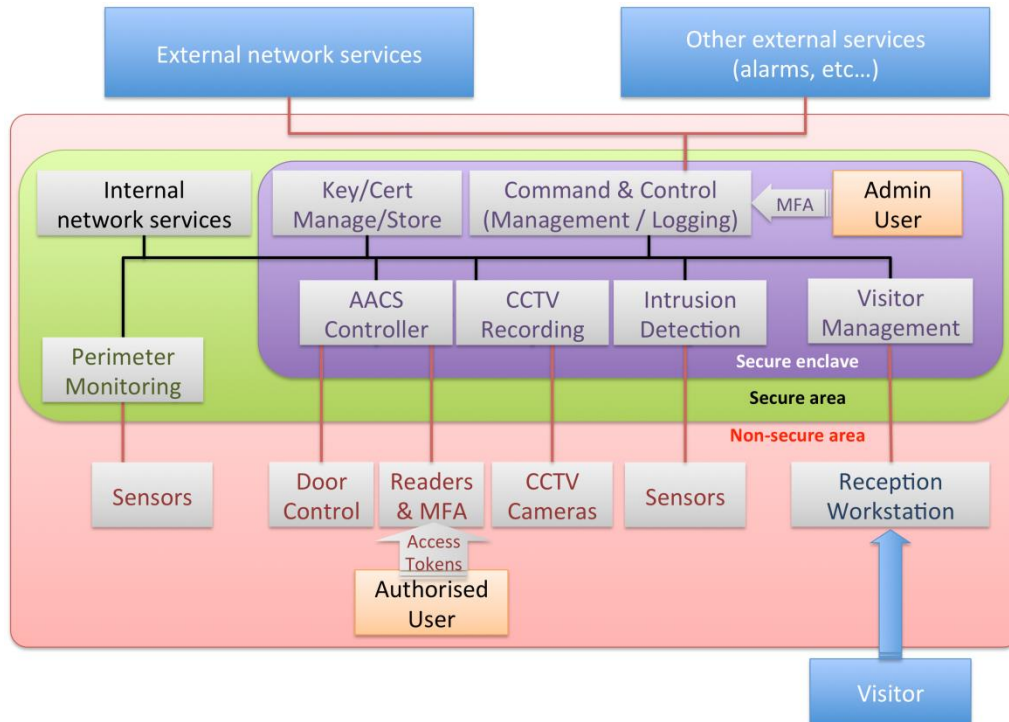 External network services
Other external services
(alarms, etc...)
Internal
network services
Key/Cert
Manage/Store
Command & Control
(Management / Logging)
MFA
Admin
User
AACS
Controller
CCTV
Recording
Intrusion
Detection
Visitor
Management
Perimeter
Monitoring
Secure enclave
Secure area
Non-secure area
Sensors
Door
Control
Readers
& MFA
CCTV
Cameras
Sensors
Reception
Workstation
Access
Tokens
Authorised
User
Visitor